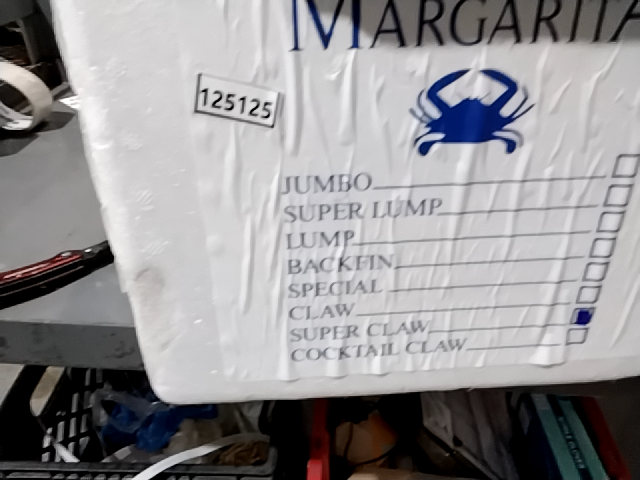 MARGARITA
125125
JUMBO
SUPER LUMP
LUMP
BACKFIN
SPECIAL
CLAW
SUPER CLAW
COCKTAIL CLAW